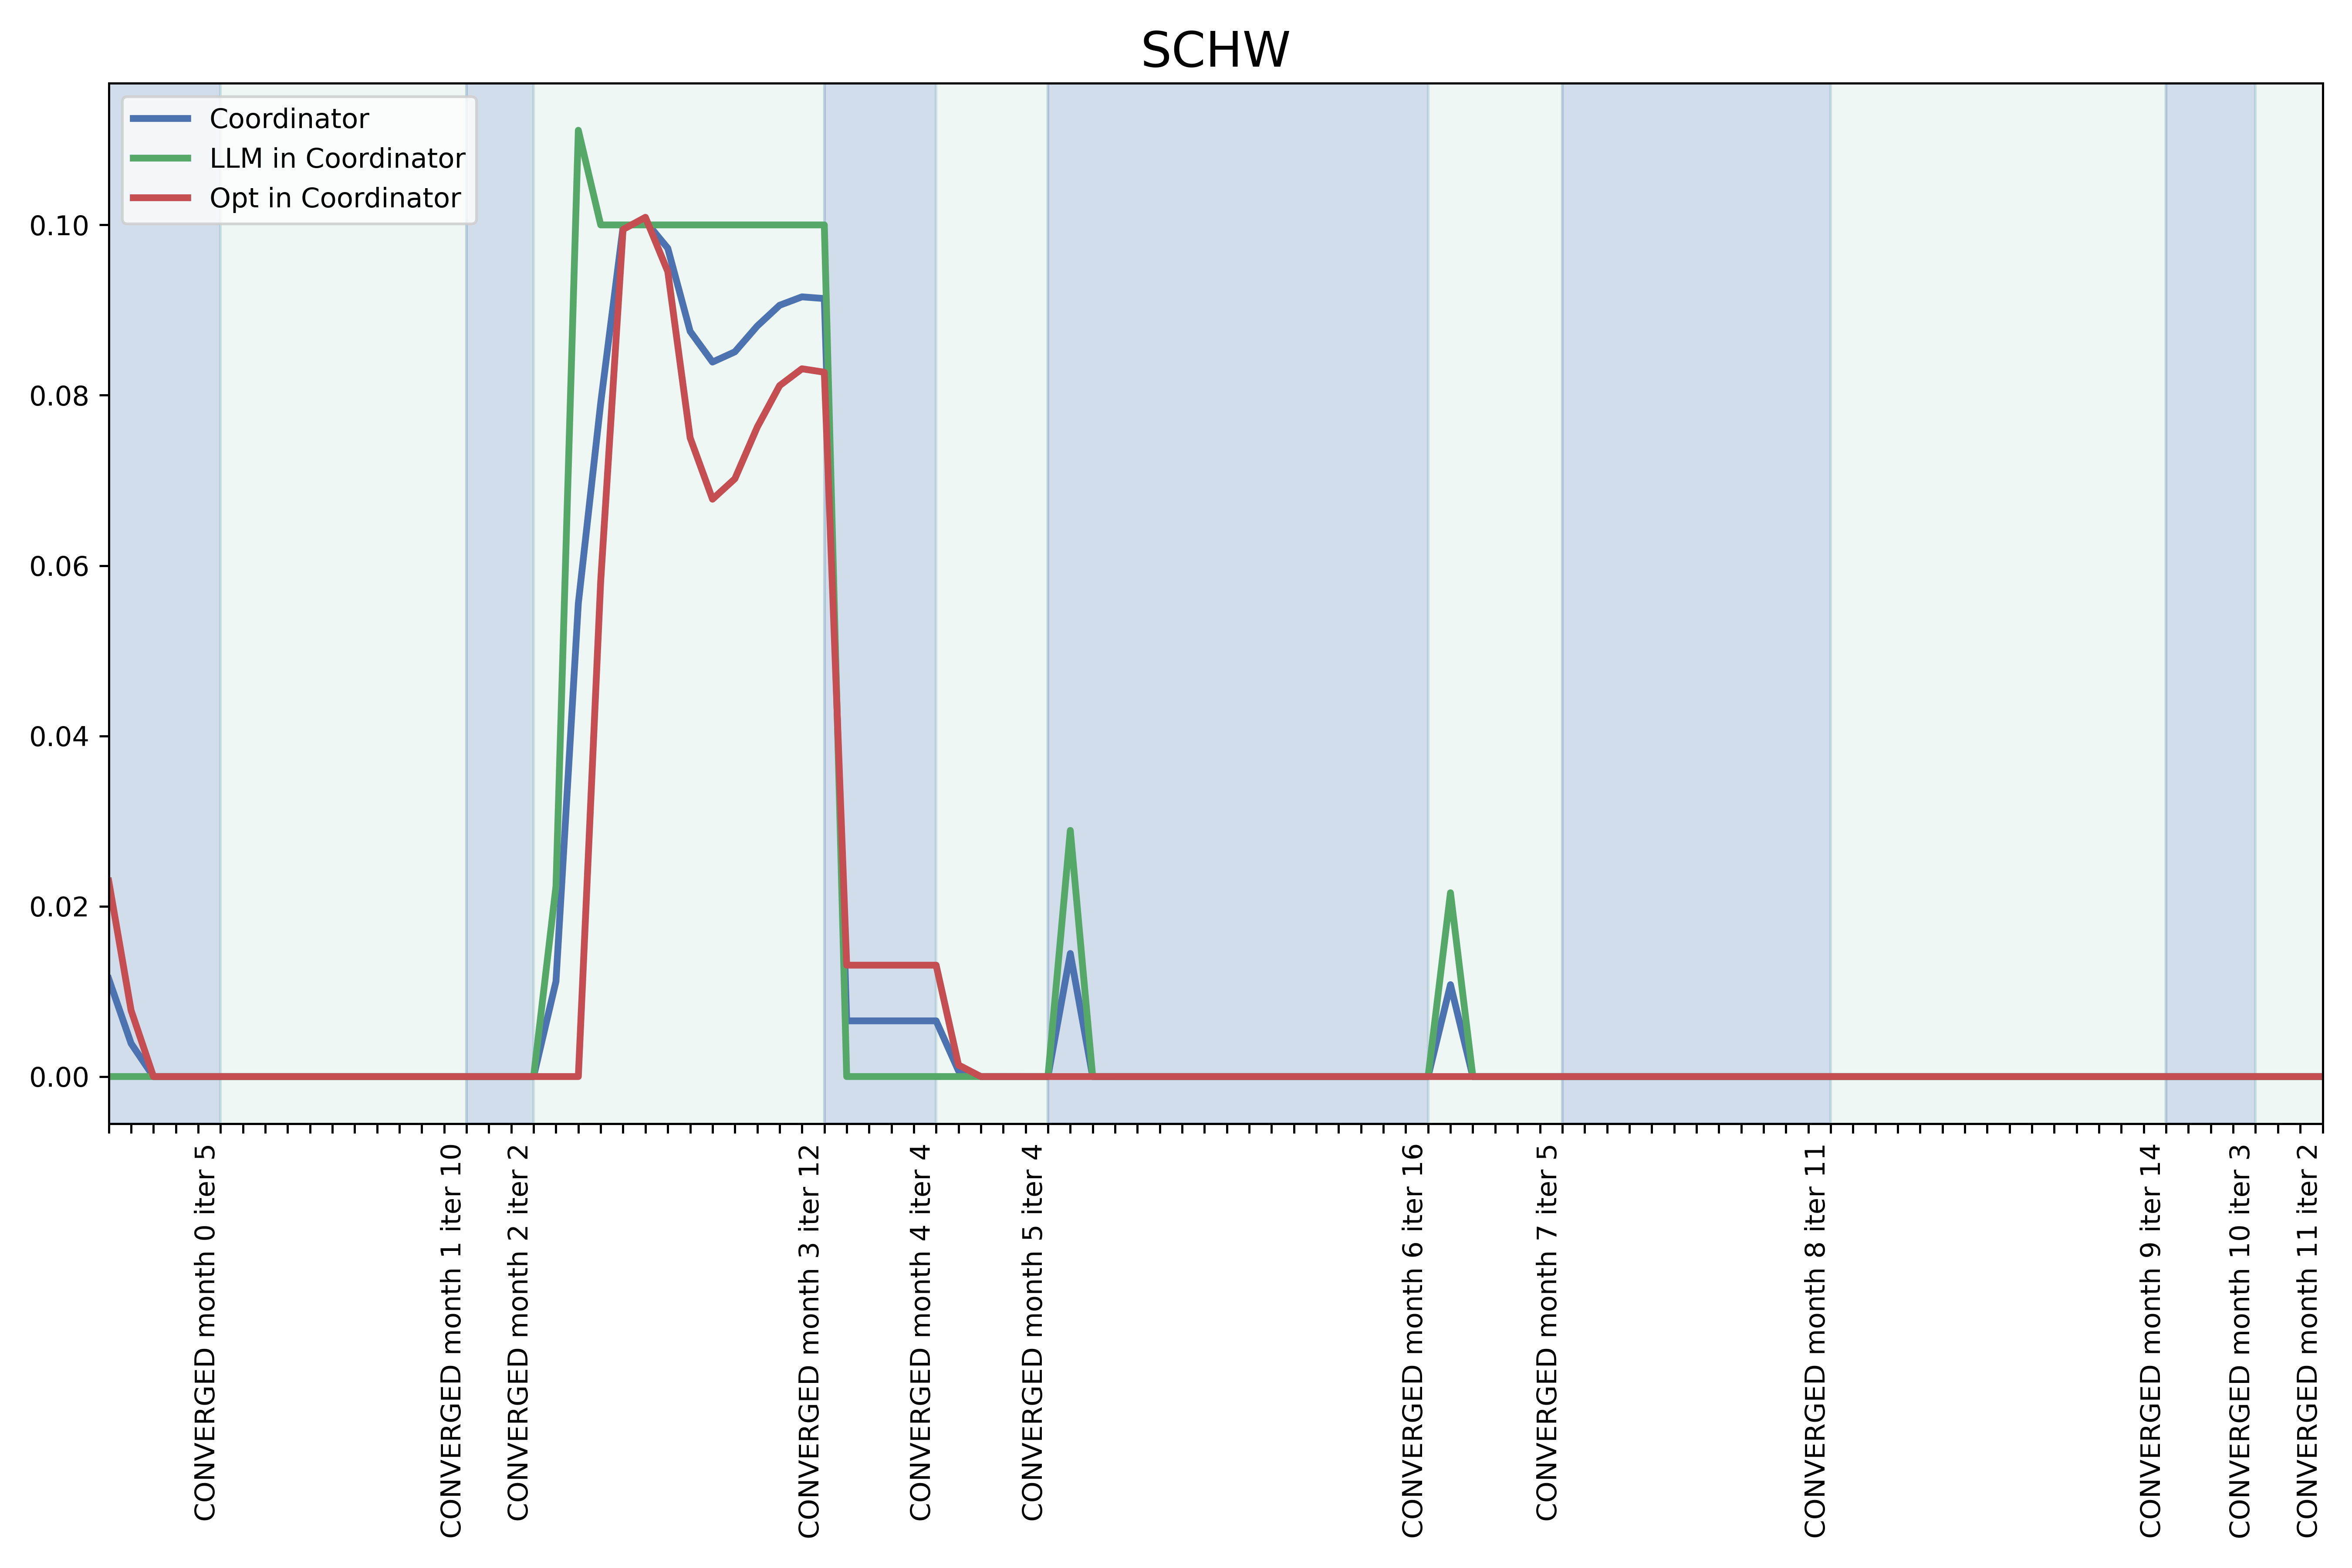 SCHW
Coordinator
LLM in Coordinator
Opt in Coordinator
0.10
0.08
0.06
0.04
0.02
0.00
CONVERGED month 0 iter 5
CONVERGED month 1 iter 10
CONVERGED month 2 iter 2
CONVERGED month 3 iter 12
CONVERGED month 4 iter 4
CONVERGED month 5 iter 4
CONVERGED month 6 iter 16
CONVERGED month 7 iter 5
CONVERGED month 8 iter 11
CONVERGED month 9 iter 14
CONVERGED month 10 iter 3
CONVERGED month 11 iter 2